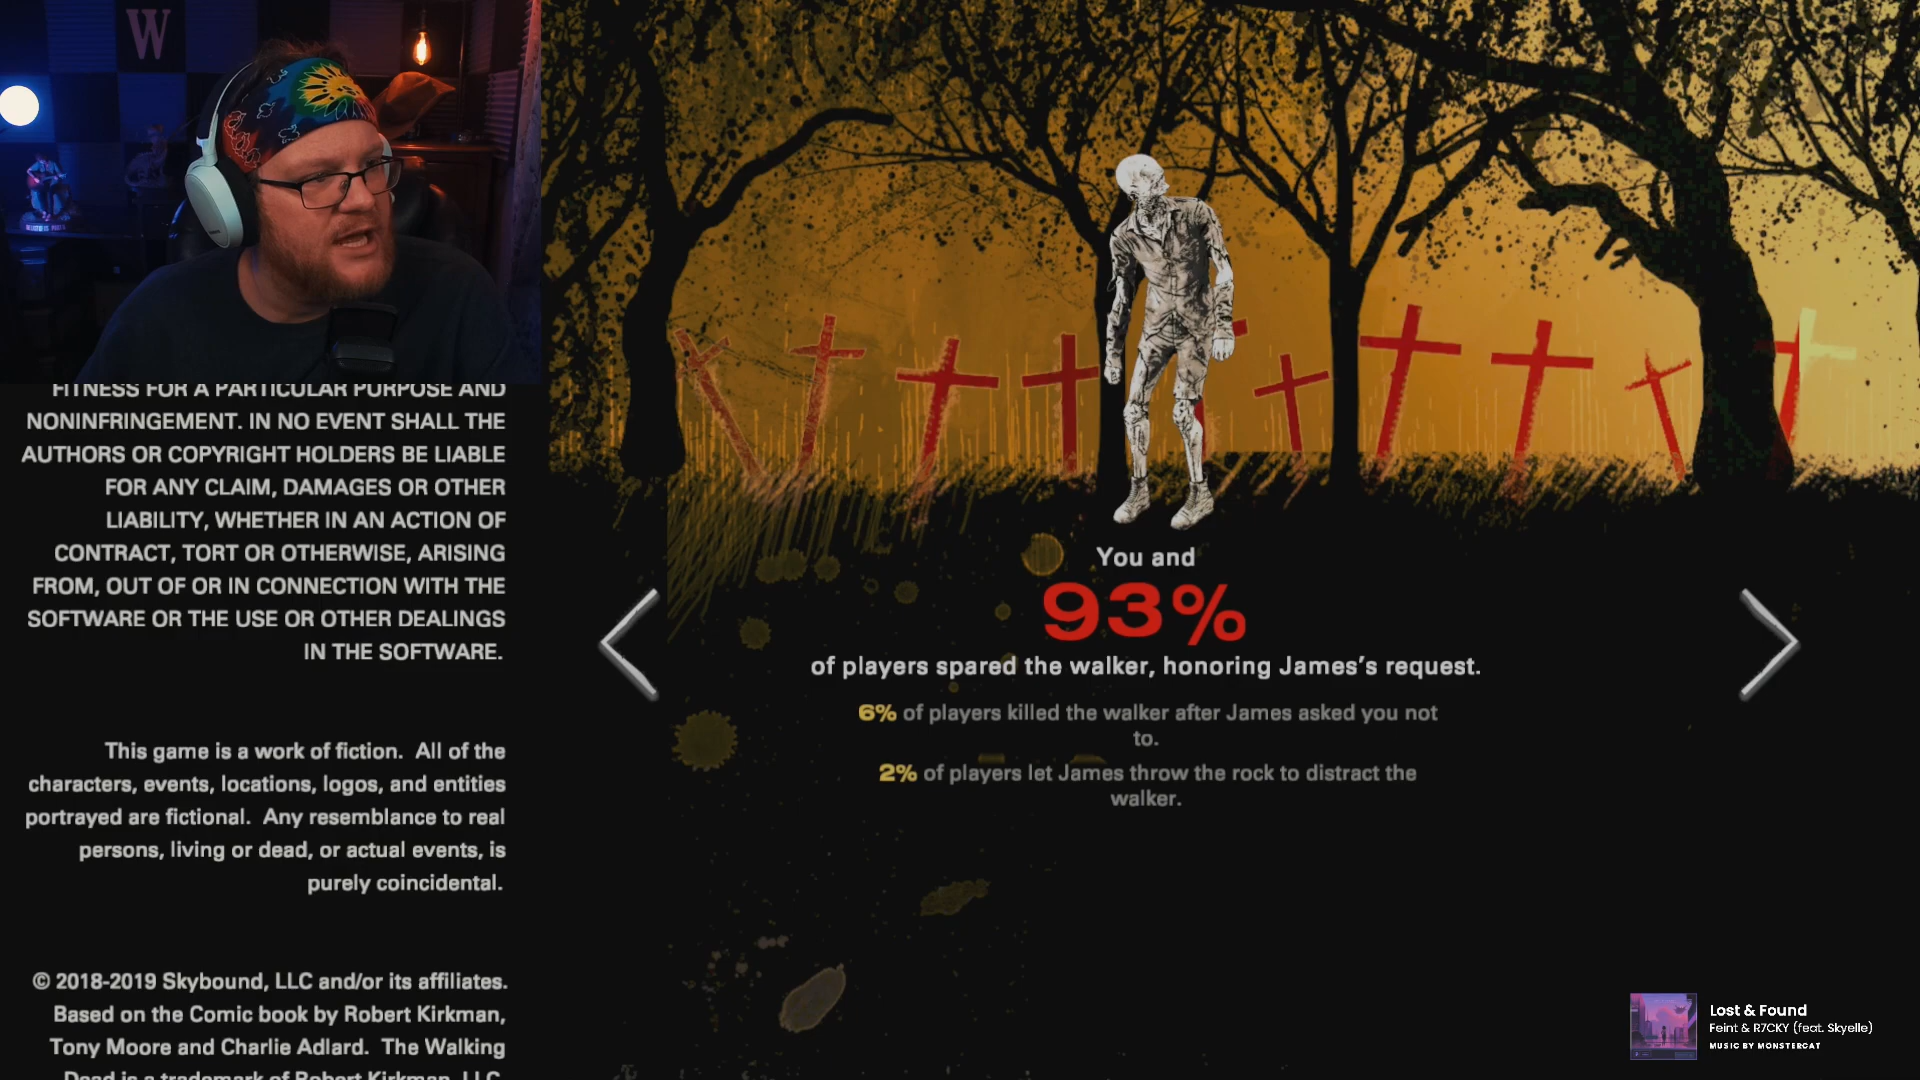 W
FITNESS FOR A PARTICULAR PURPOSE AND
NONINFRINGEMENT. IN NO EVENT SHALL THE
AUTHORS OR COPYRIGHT HOLDERS BE LIABLE
FOR ANY CLAIM, DAMAGES OR OTHER
LIABILITY, WHETHER IN AN ACTION OF
CONTRACT, TORT OR OTHERWISE, ARISING
FROM, OUT OF OR IN CONNECTION WITH THE
SOFTWARE OR THE USE OR OTHER DEALINGS
IN THE SOFTWARE.
This game is a work of fiction. All of the
characters, events, locations, logos, and entities
portrayed are fictional. Any resemblance to real
persons, living or dead, or actual events, is
purely coincidental.
© 2018-2019 Skybound, LLC and/or its affiliates.
Based on the Comic book by Robert Kirkman,
Tony Moore and Charlie Adlard. The Walking
Dead is a trademark of Robert Kirkman, LLC.
You and
93%
of players spared the walker, honoring James's request.
6% of players killed the walker after James asked you not
to.
2% of players let James throw the rock to distract the
walker.
Lost & Found
Feint & R7CKY (feat. Skyelle)
MUSIC BY MONSTERCAT